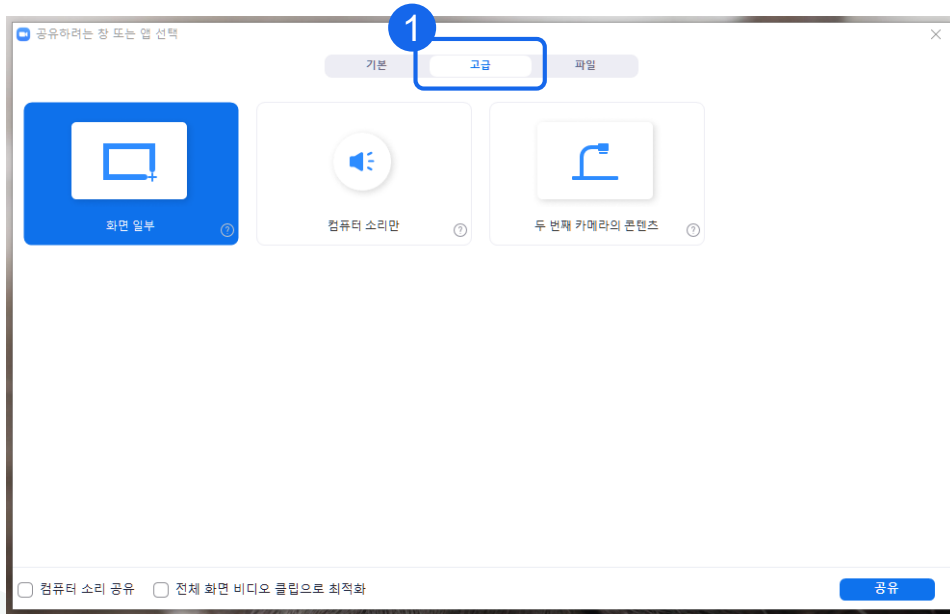 공유하려는 창 또는 앱 선택
1
기본 고급 파일
화면 일부 컴퓨터 소리만 두 번째 카메라의 콘텐츠
컴퓨터 소리 공유 전체 화면 비디오 클립으로 최적화 공유